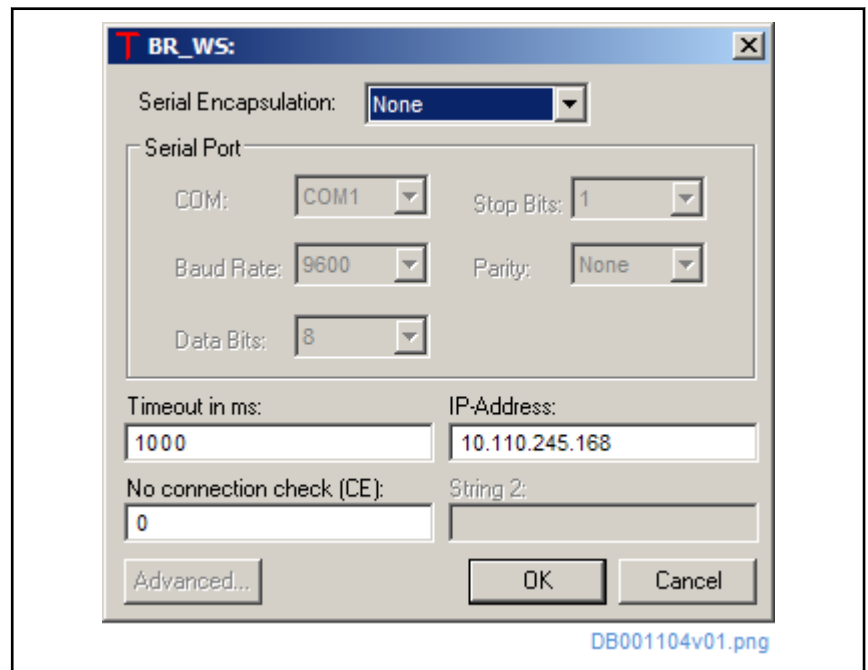 BR_WS:
Serial Encapsulation: None
Serial Port
COM: COM1 Stop Bits: 1
Baud Rate: 9600 Parity: None
Data Bits: 8
Timeout in ms: IP-Address:
1000 10.110.245.168
No connection check (CE): String 2:
0
Advanced... OK Cancel
DB001104v01.png